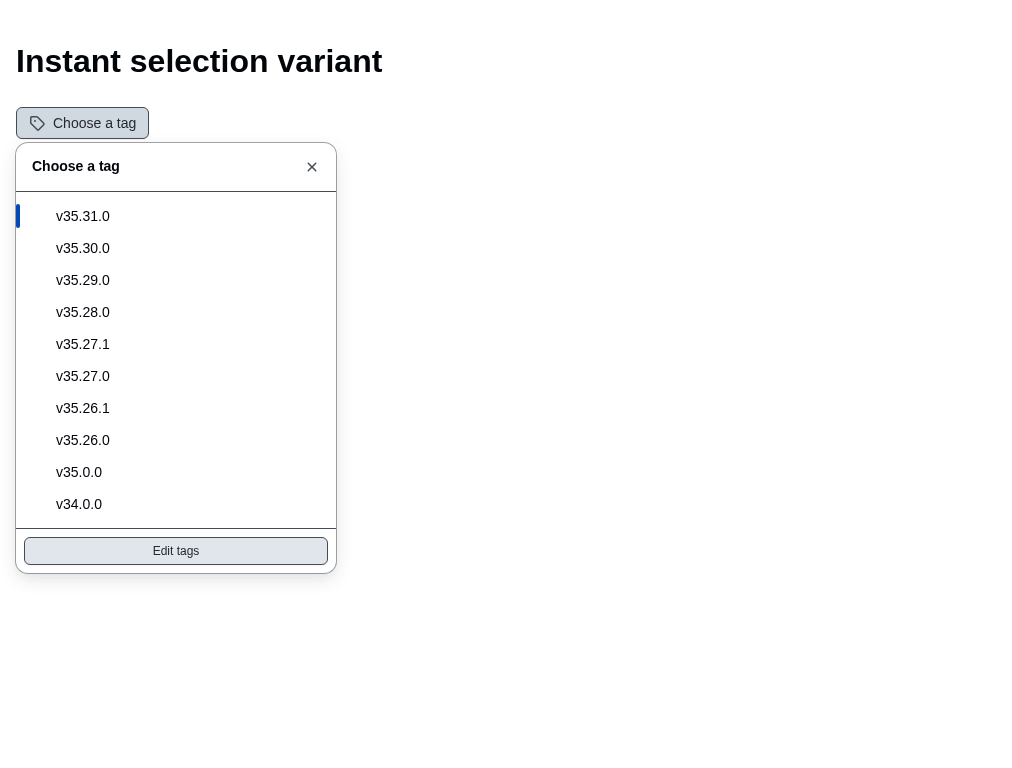 Instant selection variant
Choose a tag
Choose a tag
v35.31.0
v35.30.0
v35.29.0
v35.28.0
v35.27.1
v35.27.0
v35.26.1
v35.26.0
v35.0.0
v34.0.0
Edit tags